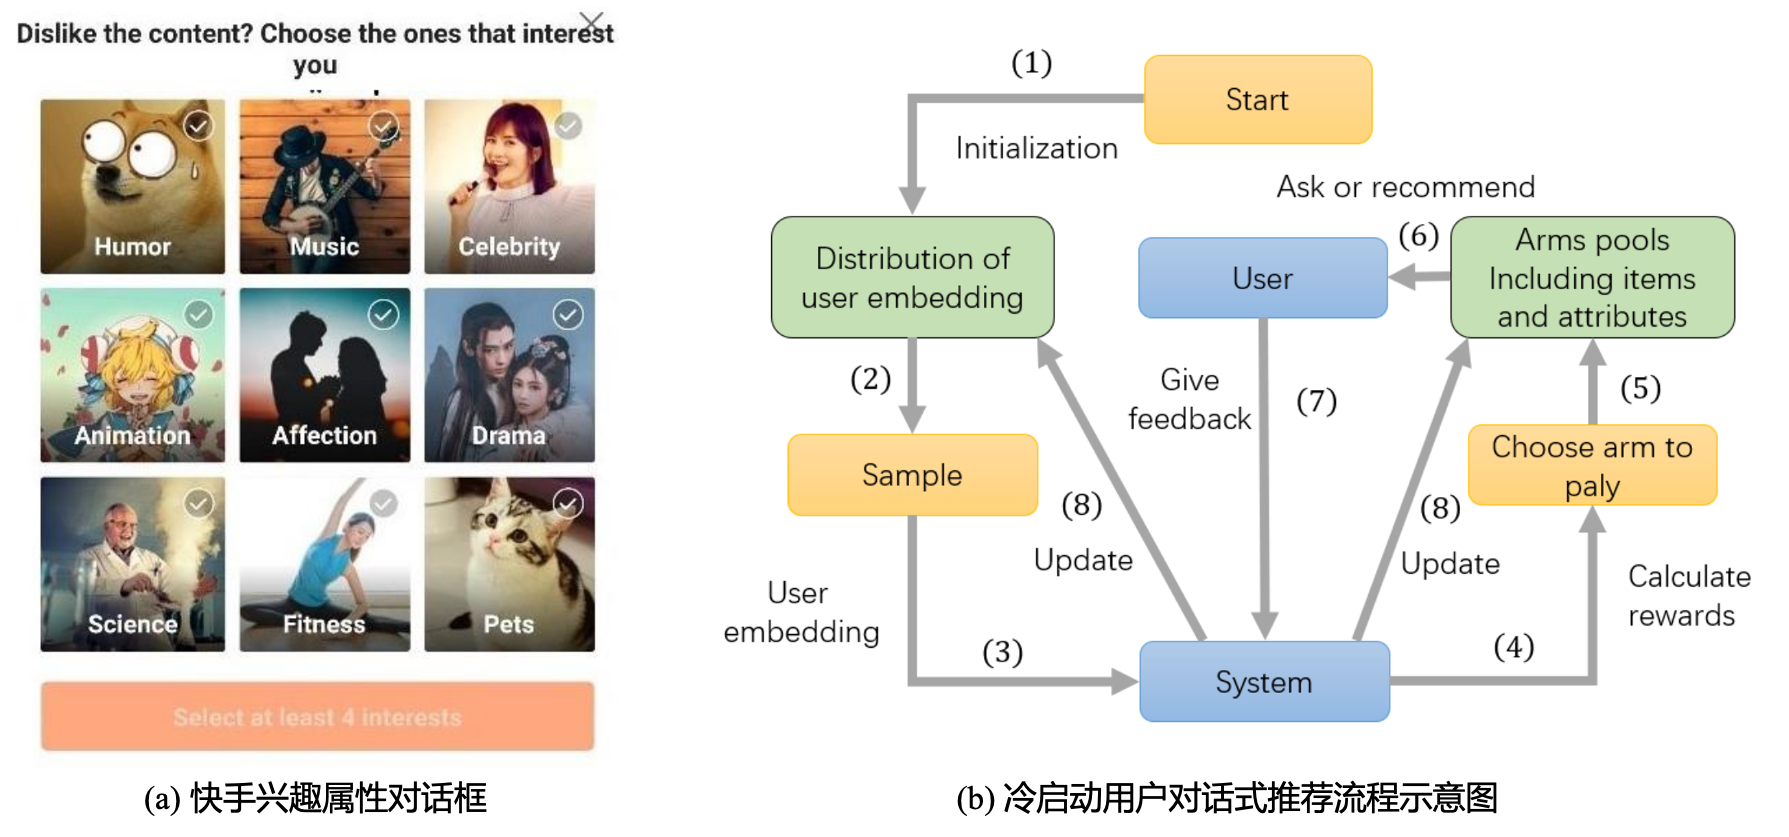 Dislike the content? Choose the ones that interest
you
Humor
Music
Celebrity
Animation
Affection
Drama
Science
Fitness
Pets
Select at least 4 interests
(a) 快手兴趣属性对话框
(1)
Start
Initialization
Ask or recommend
Distribution of
user embedding
User
(6)
Arms pools
Including items
and attributes
(2)
Give
feedback
(7)
(5)
Sample
Choose arm to
paly
(8)
Update
(8)
Update
User
embedding
Calculate
rewards
(3)
System
(4)
(b) 冷启动用户对话式推荐流程示意图